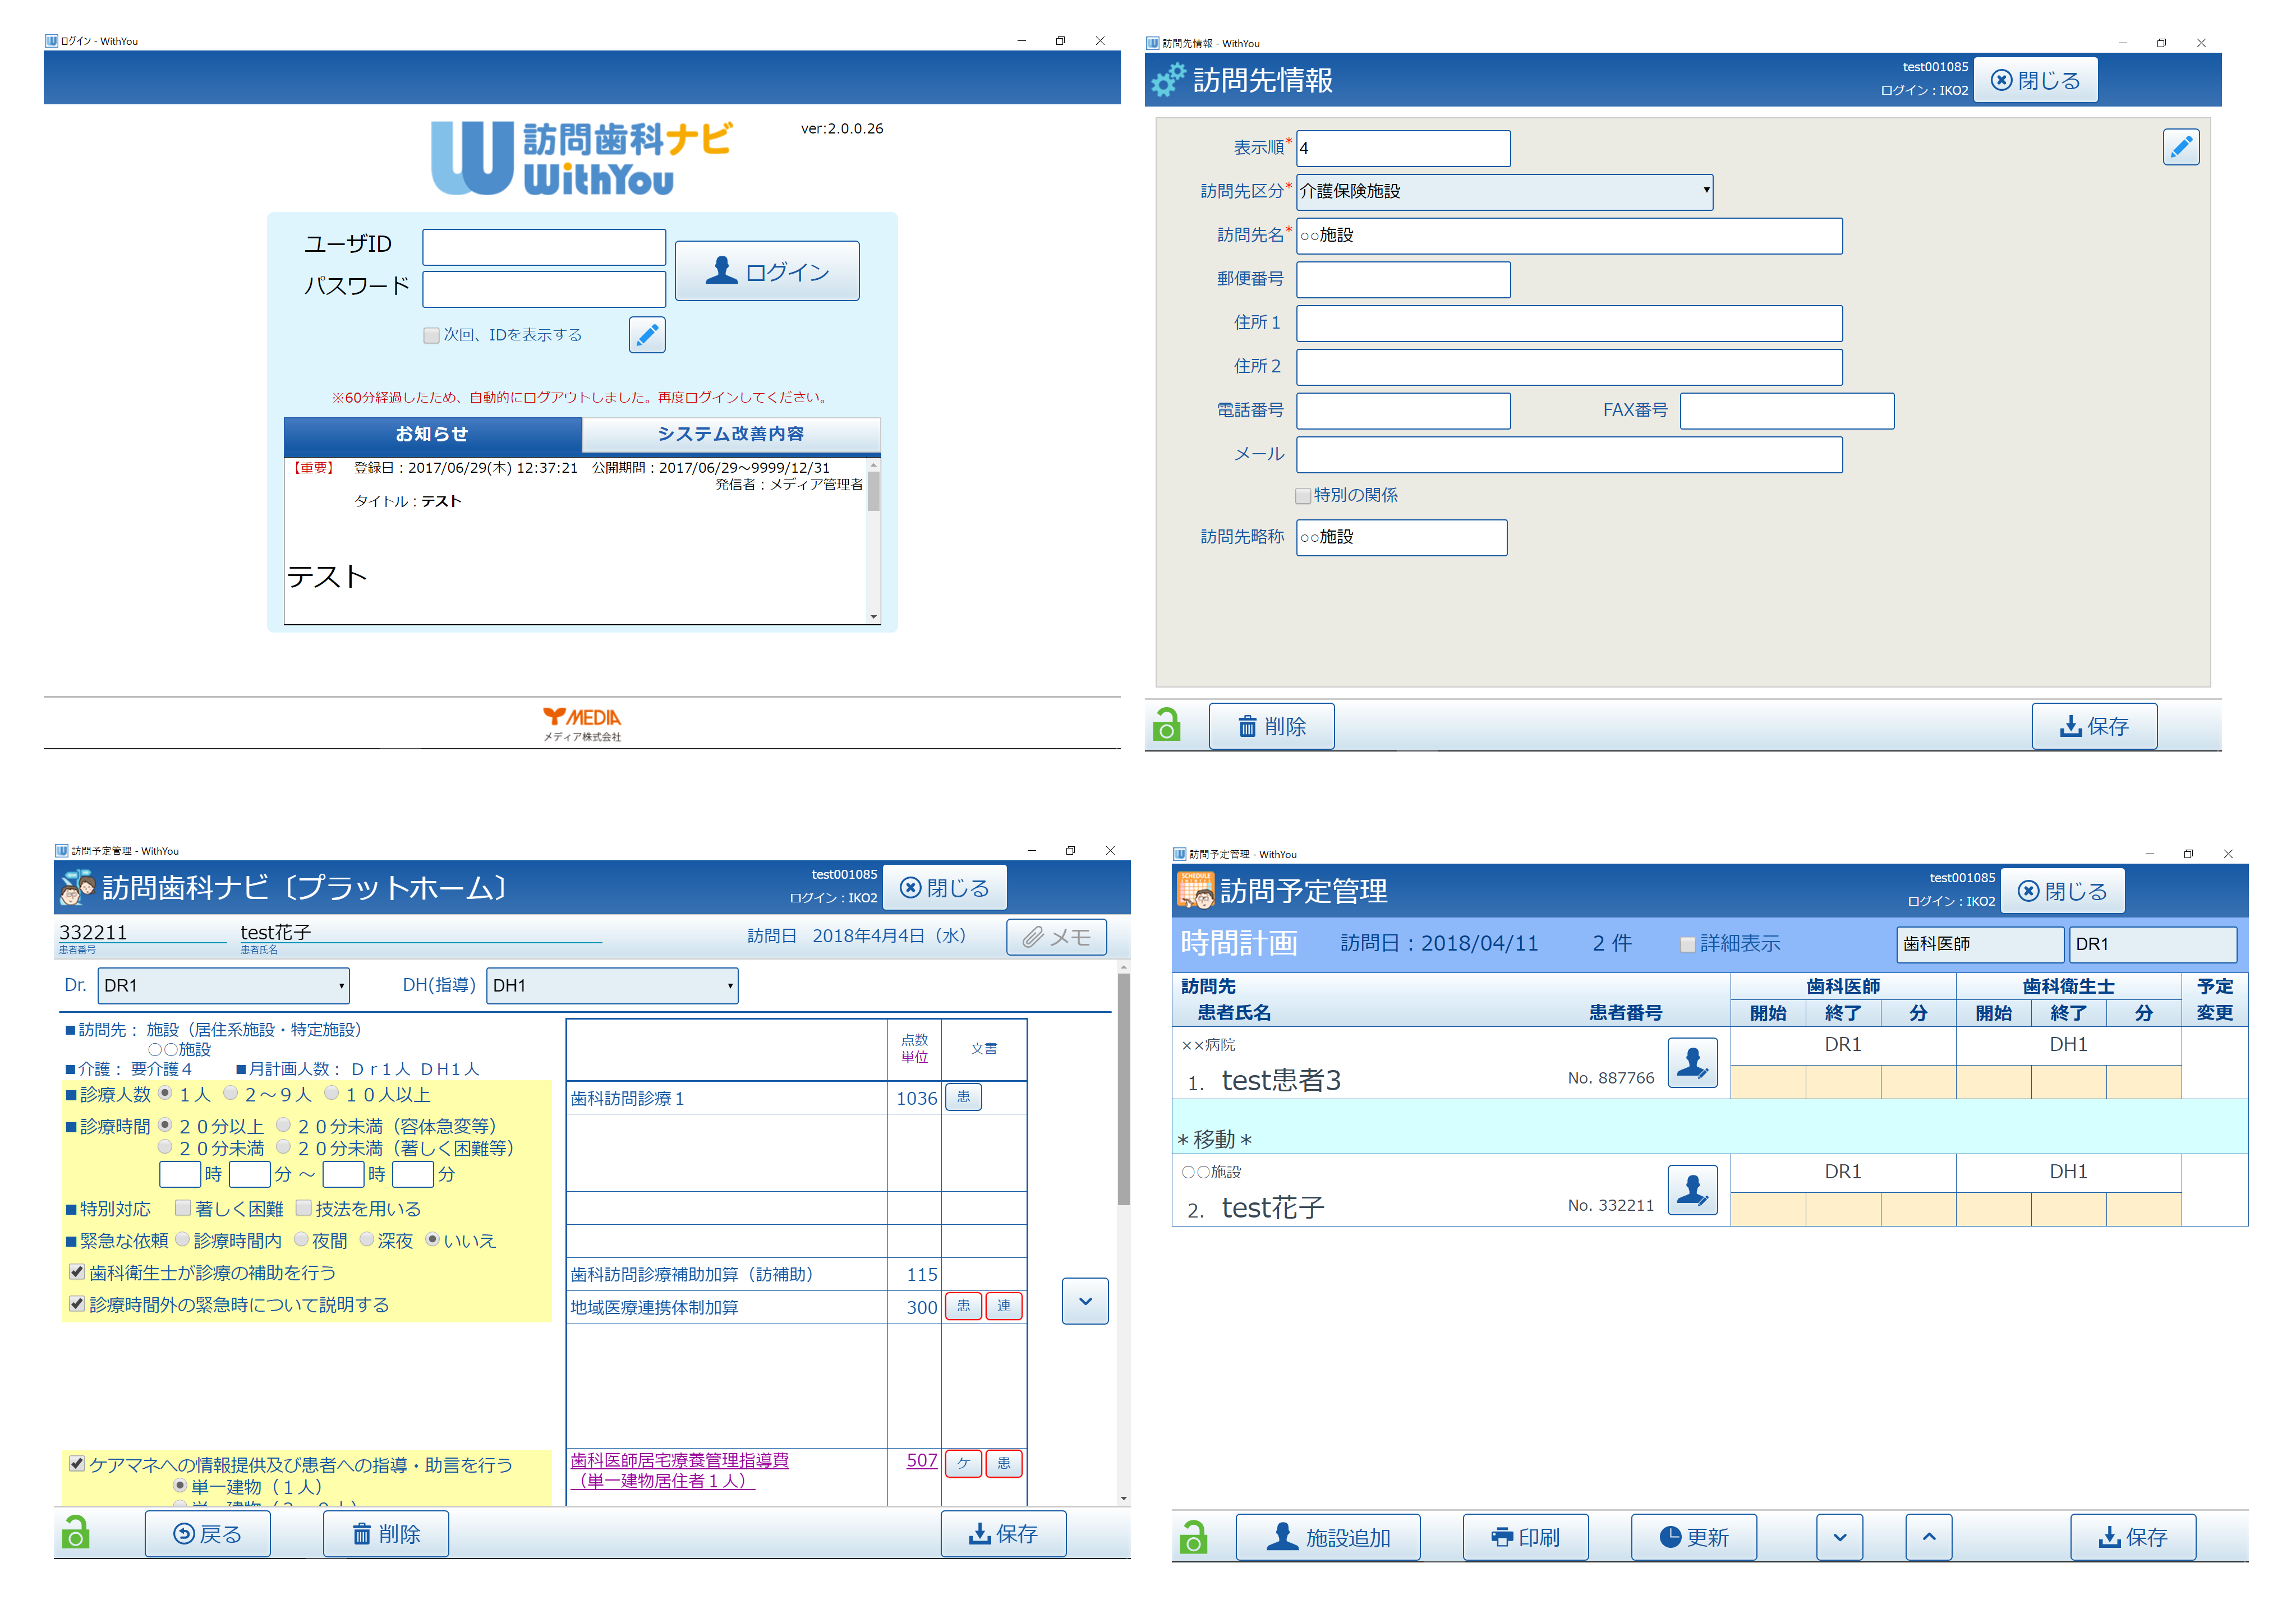 ログイン - WithYou
訪問歯科ナビ
WithYou
ver:2.0.0.26
ユーザID
パスワード
ログイン
次回、IDを表示する
※60分経過したため、自動的にログアウトしました。再度ログインしてください。
お知らせ
システム改善内容
【重要】 登録日：2017/06/29(木) 12:37:21 公開期間：2017/06/29～9999/12/31
発信者：メディア管理者
タイトル：テスト
テスト
MEDIA
メディア株式会社
訪問先情報 - WithYou
訪問先情報
test001085
ログイン：IKO2
閉じる
表示順* 4
訪問先区分* 介護保険施設
訪問先名* ○○施設
郵便番号
住所１
住所２
電話番号
FAX番号
メール
特別の関係
訪問先略称 ○○施設
削除
保存
訪問予定管理 - WithYou
訪問歯科ナビ〔プラットホーム〕
test001085
ログイン：IKO2
閉じる
332211
患者番号
test花子
患者氏名
訪問日 2018年4月4日（水）
メモ
Dr. DR1
DH(指導) DH1
■訪問先： 施設（居住系施設・特定施設）
○○施設
■介護： 要介護４ ■月計画人数： Ｄｒ１人 ＤＨ１人
■診療人数 １人 ２～９人 １０人以上
■診療時間 ２０分以上 ２０分未満（容体急変等）
２０分未満 ２０分未満（著しく困難等）
時 分 ～ 時 分
■特別対応 著しく困難 技法を用いる
■緊急な依頼 診療時間内 夜間 深夜 いいえ
歯科衛生士が診療の補助を行う
診療時間外の緊急時について説明する
ケアマネへの情報提供及び患者への指導・助言を行う
単一建物（１人）
点数
単位
文書
歯科訪問診療１ 1036 患
歯科訪問診療補助加算（訪補助） 115
地域医療連携体制加算 300 患 連
歯科医師居宅療養管理指導費 507 ケ 患
（単一建物居住者１人）
戻る
削除
保存
訪問予定管理 - WithYou
SCHEDULE
訪問予定管理
test001085
ログイン：IKO2
閉じる
時間計画 訪問日：2018/04/11 2 件 詳細表示 歯科医師 DR1
訪問先 歯科医師 歯科衛生士 予定
患者氏名 患者番号 開始 終了 分 開始 終了 分 変更
××病院 DR1 DH1
1. test患者3 No. 887766
＊移動＊
○○施設 DR1 DH1
2. test花子 No. 332211
施設追加
印刷
更新
保存